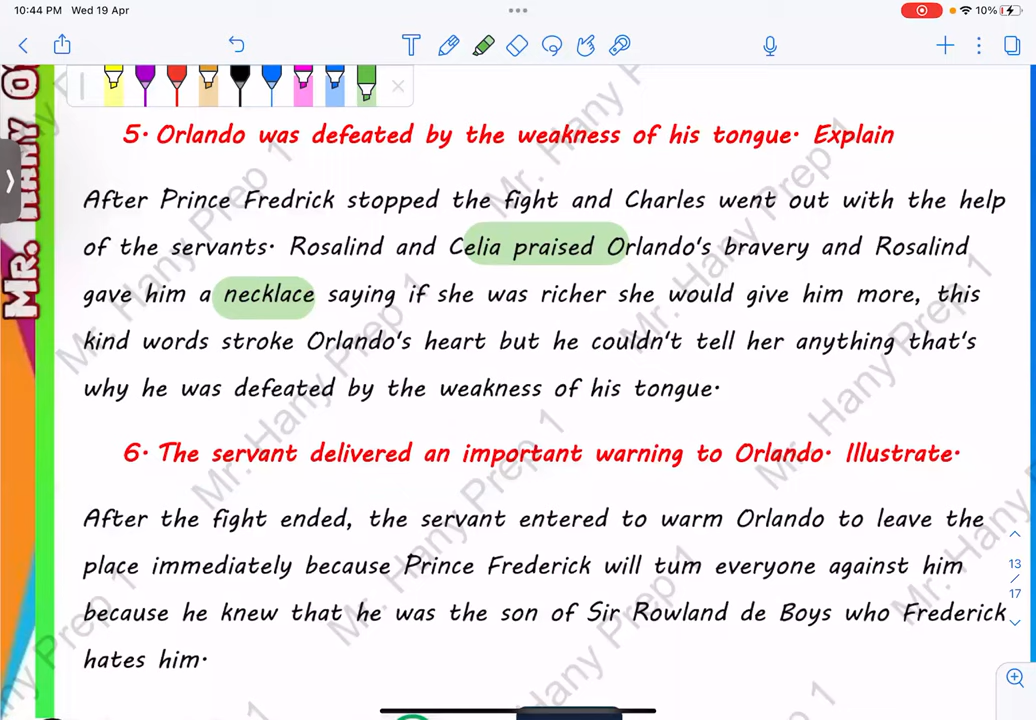 10:44 PM Wed 19 Apr
10%
MR. HANY
5. Orlando was defeated by the weakness of his tongue. Explain
After Prince Fredrick stopped the fight and Charles went out with the help
of the servants. Rosalind and Celia praised Orlando's bravery and Rosalind
gave him a necklace saying if she was richer she would give him more, this
kind words stroke Orlando's heart but he couldn't tell her anything that's
why he was defeated by the weakness of his tongue.
6. The servant delivered an important warning to Orlando. Illustrate.
After the fight ended, the servant entered to warm Orlando to leave the
place immediately because Prince Frederick will tum everyone against him
because he knew that he was the son of Sir Rowland de Boys who Frederick
hates him.
13
/
17
Mr. Hany Prep 1